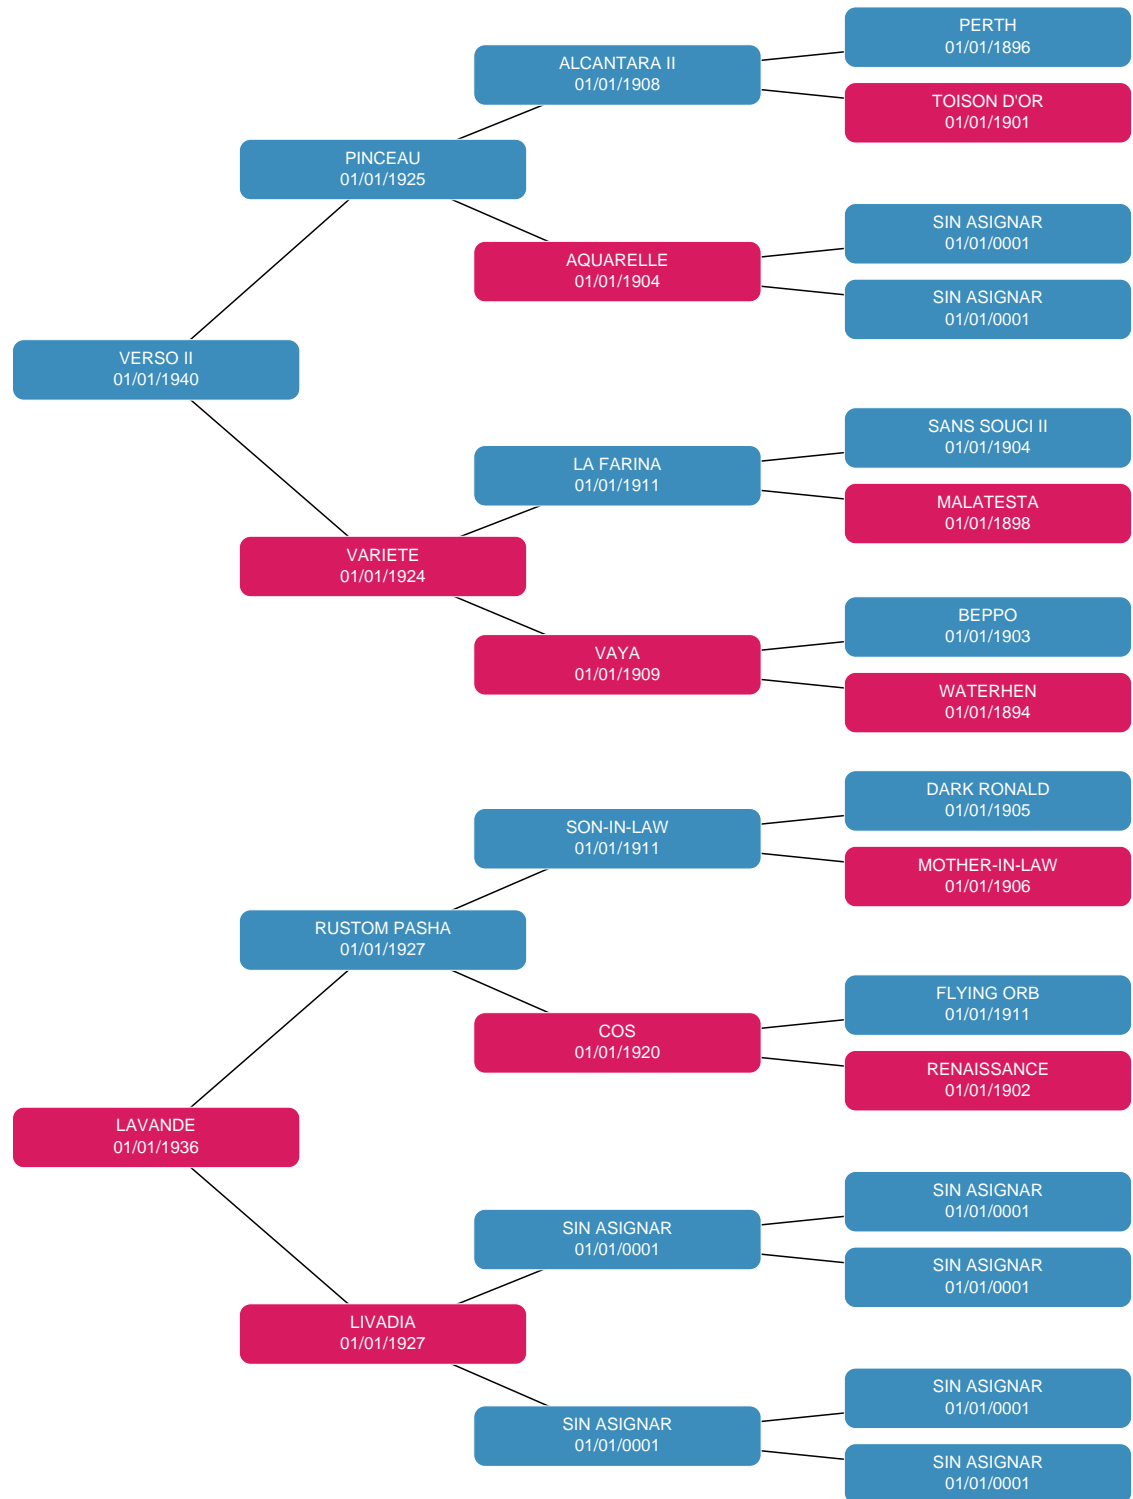 PERTH
01/01/1896
ALCANTARA II
01/01/1908
TOISON D'OR
01/01/1901
PINCEAU
01/01/1925
SIN ASIGNAR
01/01/0001
AQUARELLE
01/01/1904
SIN ASIGNAR
01/01/0001
VERSO II
01/01/1940
SANS SOUCI II
01/01/1904
LA FARINA
01/01/1911
MALATESTA
01/01/1898
VARIETE
01/01/1924
BEPPO
01/01/1903
VAYA
01/01/1909
WATERHEN
01/01/1894
DARK RONALD
01/01/1905
SON-IN-LAW
01/01/1911
MOTHER-IN-LAW
01/01/1906
RUSTOM PASHA
01/01/1927
FLYING ORB
01/01/1911
COS
01/01/1920
RENAISSANCE
01/01/1902
LAVANDE
01/01/1936
SIN ASIGNAR
01/01/0001
SIN ASIGNAR
01/01/0001
SIN ASIGNAR
01/01/0001
LIVADIA
01/01/1927
SIN ASIGNAR
01/01/0001
SIN ASIGNAR
01/01/0001
SIN ASIGNAR
01/01/0001